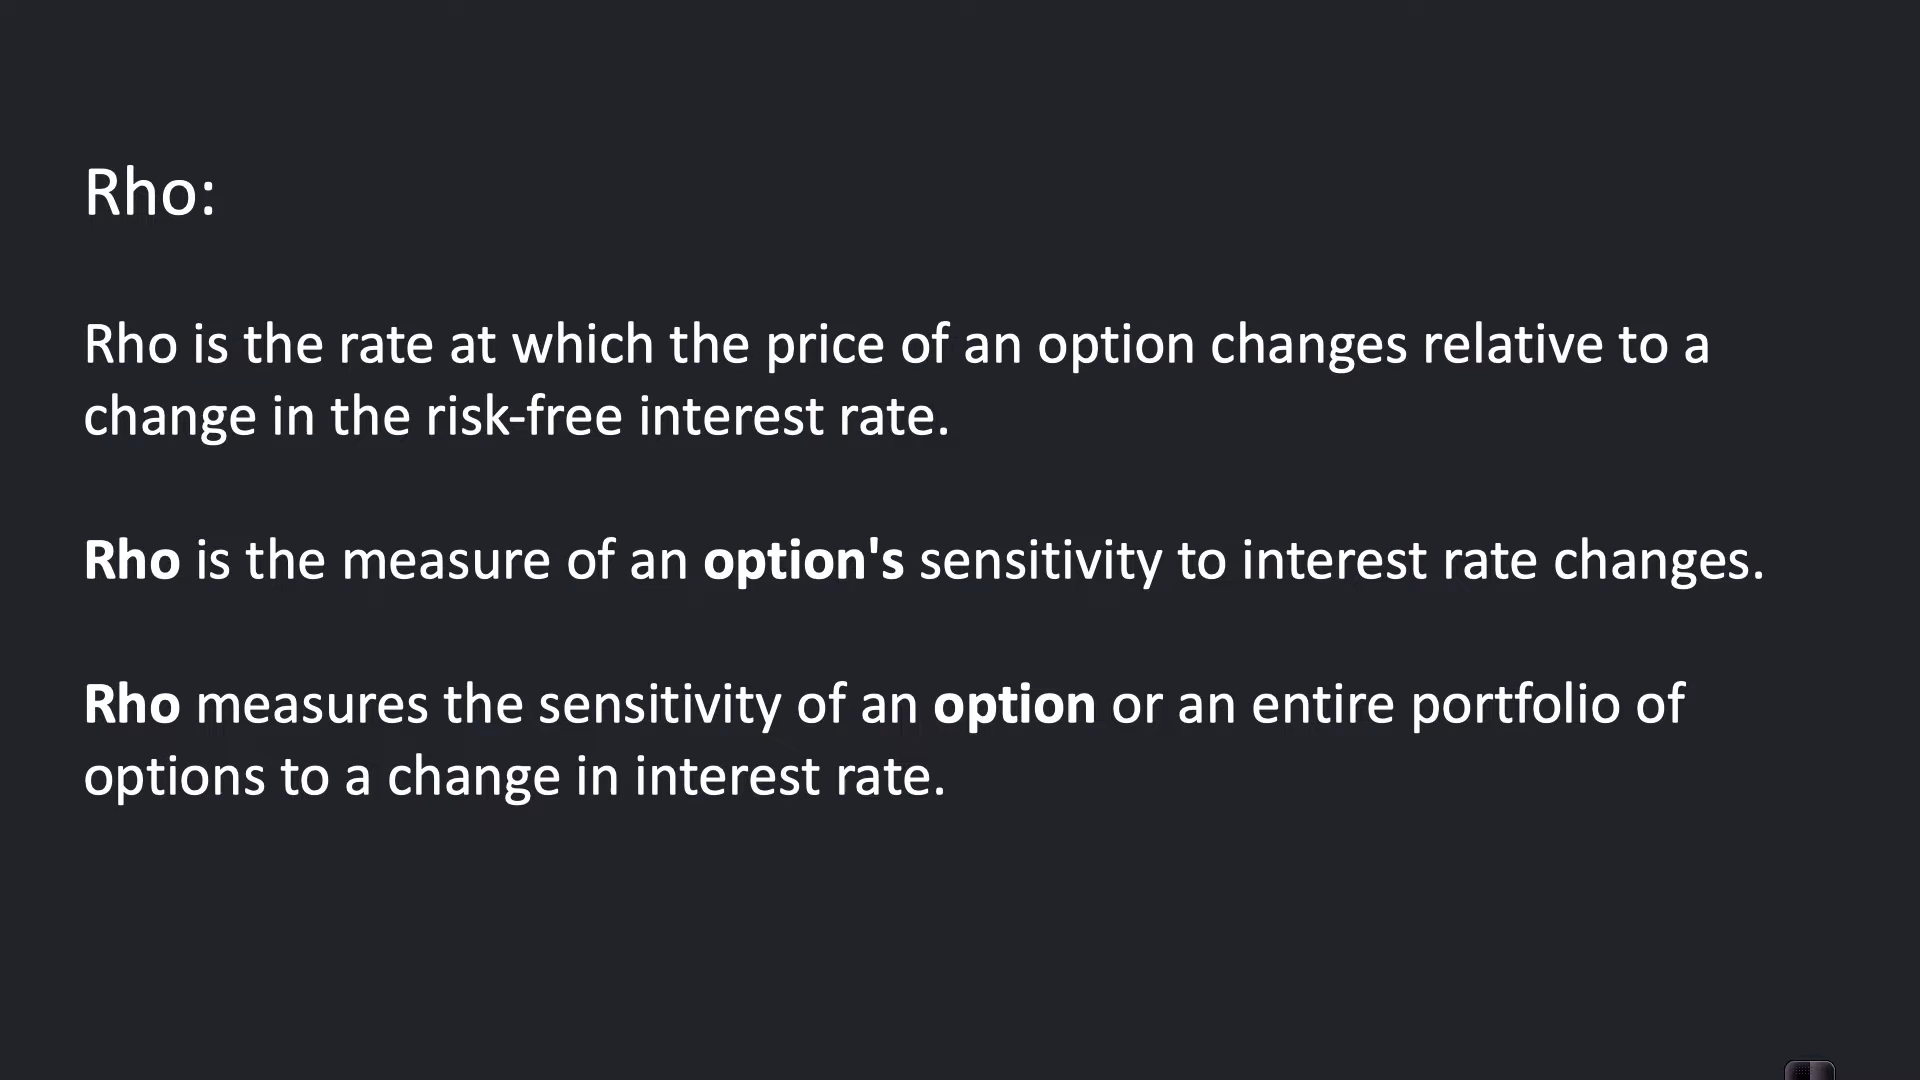 Rho:
Rho is the rate at which the price of an option changes relative to a
change in the risk-free interest rate.
Rho is the measure of an option's sensitivity to interest rate changes.
Rho measures the sensitivity of an option or an entire portfolio of
options to a change in interest rate.